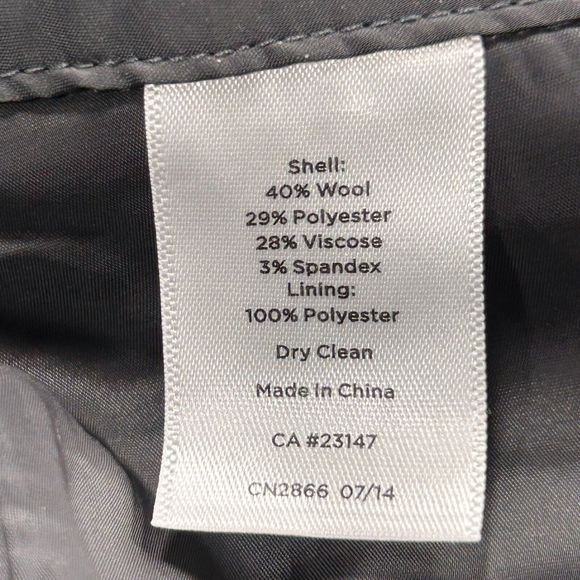 Shell:
40% Wool
29% Polyester
28% Viscose
3% Spandex
Lining:
100% Polyester
Dry Clean
Made In China
CA #23147
CN2866 07/14